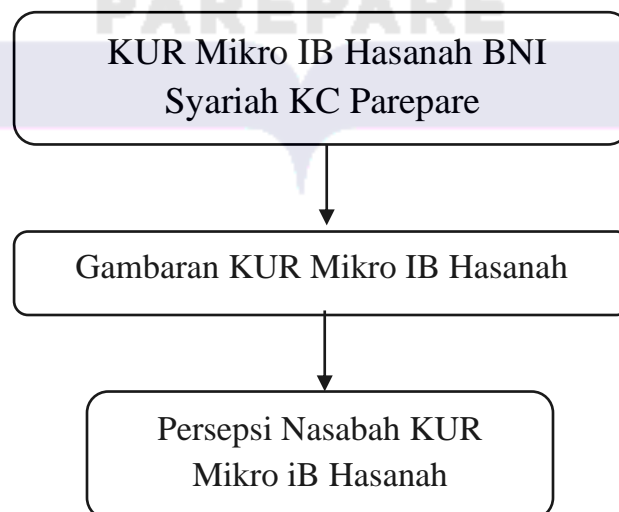 PAREPARE
KUR Mikro IB Hasanah BNI
Syariah KC Parepare
Gambaran KUR Mikro IB Hasanah
Persepsi Nasabah KUR
Mikro iB Hasanah